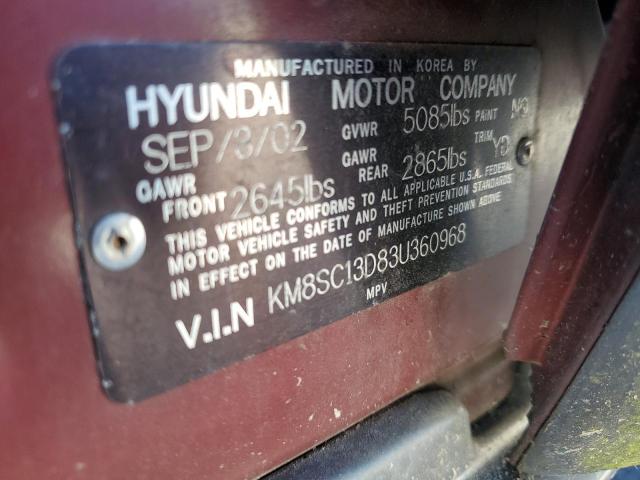 MANUFACTURED IN KOREA BY
HYUNDAI MOTOR COMPANY
SEP/3/02 GVWR 5085lbs PAINT NG
GAWR FRONT 2645lbs GAWR REAR 2865lbs TRIM YD
THIS VEHICLE CONFORMS TO ALL APPLICABLE U.S.A. FEDERAL
MOTOR VEHICLE SAFETY AND THEFT PREVENTION STANDARDS
IN EFFECT ON THE DATE OF MANUFACTURE SHOWN ABOVE
V.I.N KM8SC13D83U360968
MPV